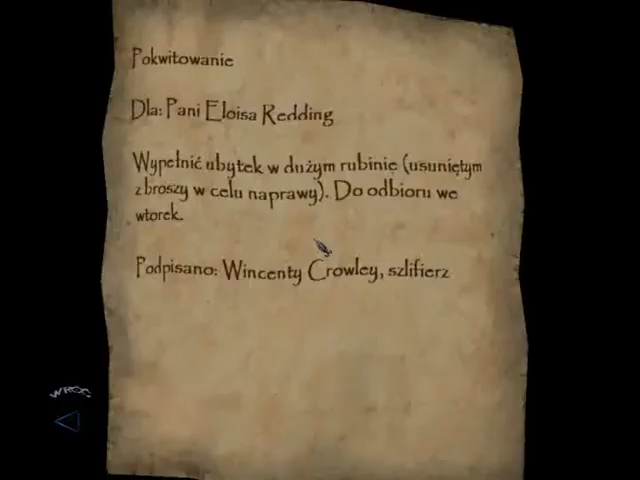 Pokwitowanie
Dla: Pani Eloisa Redding
Wypełnić ubytek w dużym rubinie (usuniętym
z broszy w celu naprawy). Do odbioru we
wtorek.
Podpisano: Wincenty Crowley, szlifierz
WRÓĆ